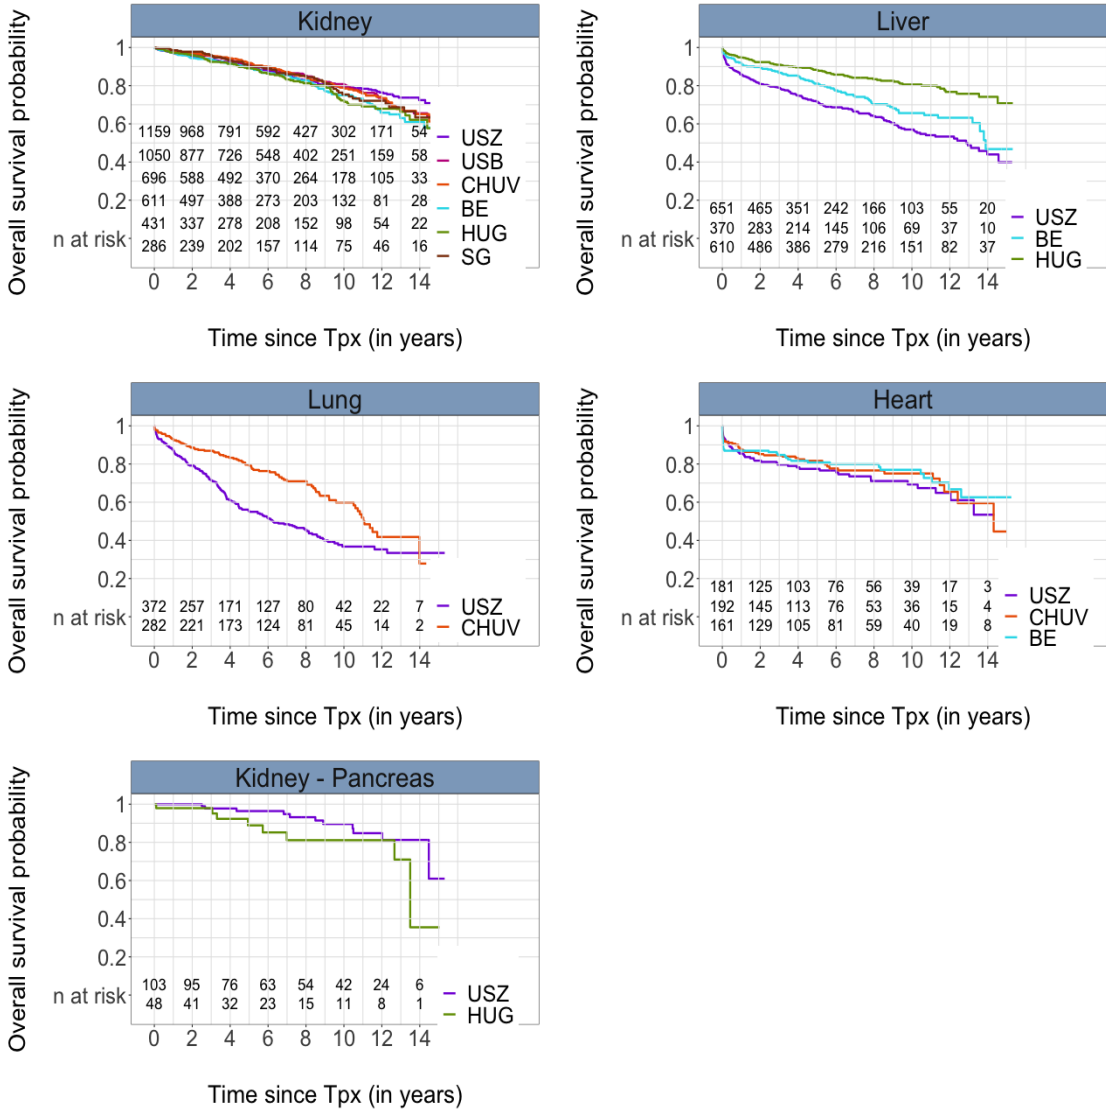 Kidney
Overall survival probability
1
0.8
0.6
0.4
0.2
n at risk
1159 968 791 592 427 302 171 54
1050 877 726 548 402 251 159 58
696 588 492 370 264 178 105 33
611 497 388 273 203 132 81 28
431 337 278 208 152 98 54 22
286 239 202 157 114 75 46 16
USZ
USB
CHUV
BE
HUG
SG
0 2 4 6 8 10 12 14
Time since Tpx (in years)
Liver
Overall survival probability
1
0.8
0.6
0.4
0.2
n at risk
651 465 351 242 166 103 55 20
370 283 214 145 106 69 37 10
610 486 386 279 216 151 82 37
USZ
BE
HUG
0 2 4 6 8 10 12 14
Time since Tpx (in years)
Lung
Overall survival probability
1
0.8
0.6
0.4
0.2
n at risk
372 257 171 127 80 42 22 7
282 221 173 124 81 45 14 2
USZ
CHUV
0 2 4 6 8 10 12 14
Time since Tpx (in years)
Heart
Overall survival probability
1
0.8
0.6
0.4
0.2
n at risk
181 125 103 76 56 39 17 3
192 145 113 76 53 36 15 4
161 129 105 81 59 40 19 8
USZ
CHUV
BE
0 2 4 6 8 10 12 14
Time since Tpx (in years)
Kidney - Pancreas
Overall survival probability
1
0.8
0.6
0.4
0.2
n at risk
103 95 76 63 54 42 24 6
48 41 32 23 15 11 8 1
USZ
HUG
0 2 4 6 8 10 12 14
Time since Tpx (in years)